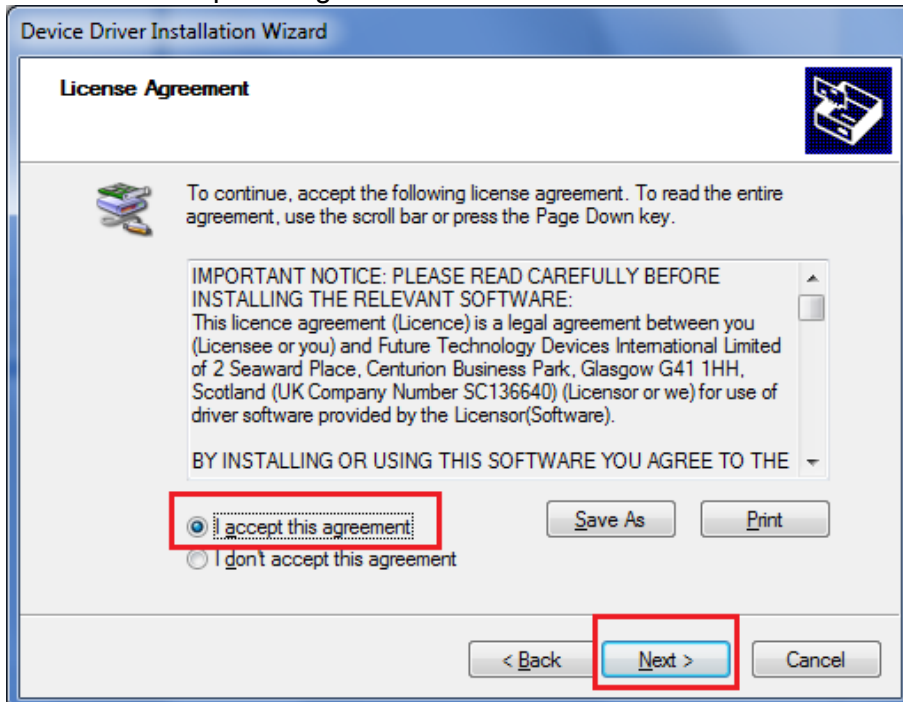 Device Driver Installation Wizard
License Agreement
To continue, accept the following license agreement. To read the entire
agreement, use the scroll bar or press the Page Down key.
IMPORTANT NOTICE: PLEASE READ CAREFULLY BEFORE
INSTALLING THE RELEVANT SOFTWARE:
This licence agreement (Licence) is a legal agreement between you
(Licensee or you) and Future Technology Devices International Limited
of 2 Seaward Place, Centurion Business Park, Glasgow G41 1HH,
Scotland (UK Company Number SC136640) (Licensor or we) for use of
driver software provided by the Licensor(Software).
BY INSTALLING OR USING THIS SOFTWARE YOU AGREE TO THE
I accept this agreement
Save As
Print
I don't accept this agreement
< Back
Next >
Cancel